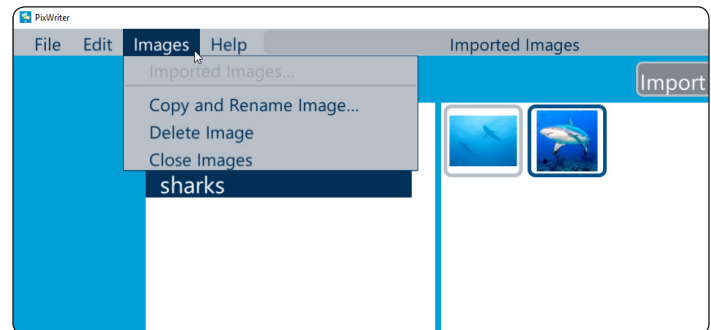 PixWriter
File Edit Images Help Imported Images
Imported Images...
Import
Copy and Rename Image...
Delete Image
Close Images
sharks